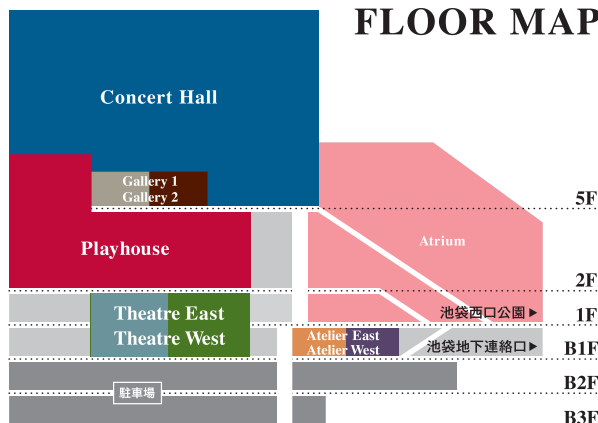 FLOOR MAP
Concert Hall
Gallery 1
Gallery 2
5F
Playhouse
Atrium
2F
Theatre East
Theatre West
池袋西口公園▶
1F
Atelier East
Atelier West
池袋地下連絡口▶
B1F
B2F
駐車場
B3F